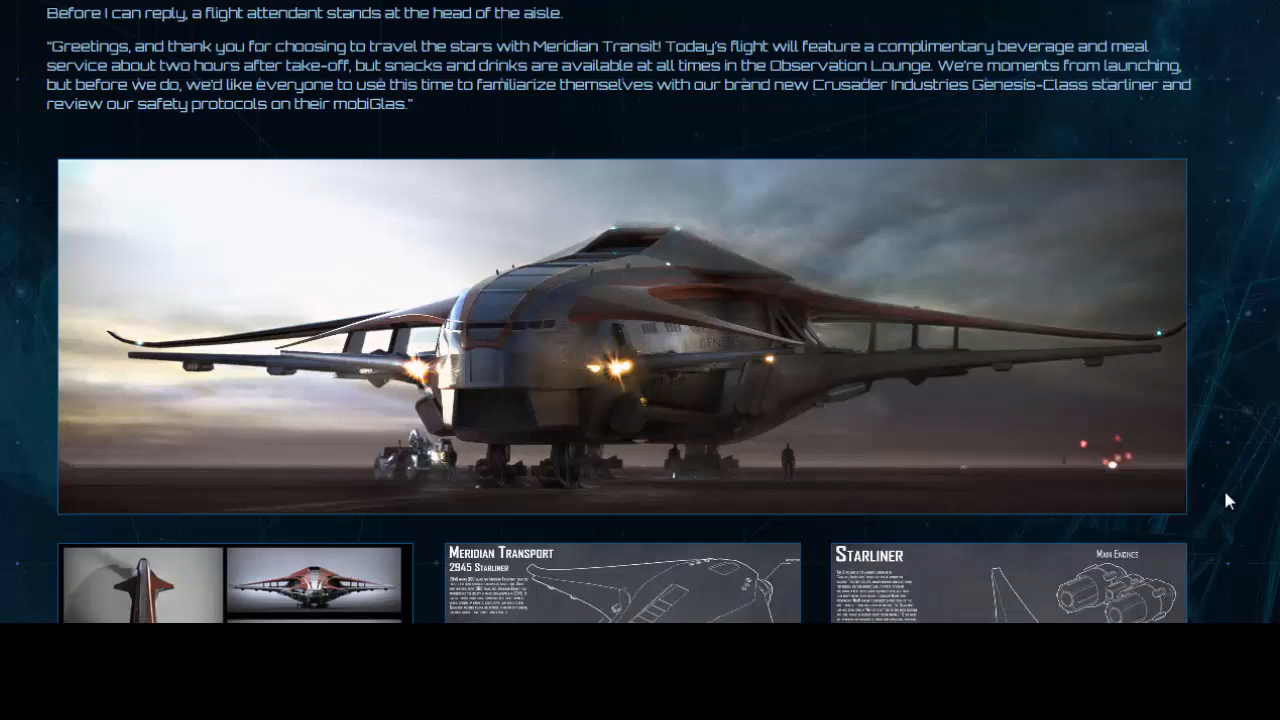 Before I can reply, a flight attendant stands at the head of the aisle.
"Greetings, and thank you for choosing to travel the stars with Meridian Transit! Today's flight will feature a complimentary beverage and meal
service about two hours after take-off, but snacks and drinks are available at all times in the Observation Lounge. We're moments from launching,
but before we do, we'd like everyone to use this time to familiarize themselves with our brand new Crusader Industries Genesis-Class starliner and
review our safety protocols on their mobiGlas."
GENESIS
MERIDIAN TRANSPORT
2945 STARLINER
STARLINER
MAIN ENGINES